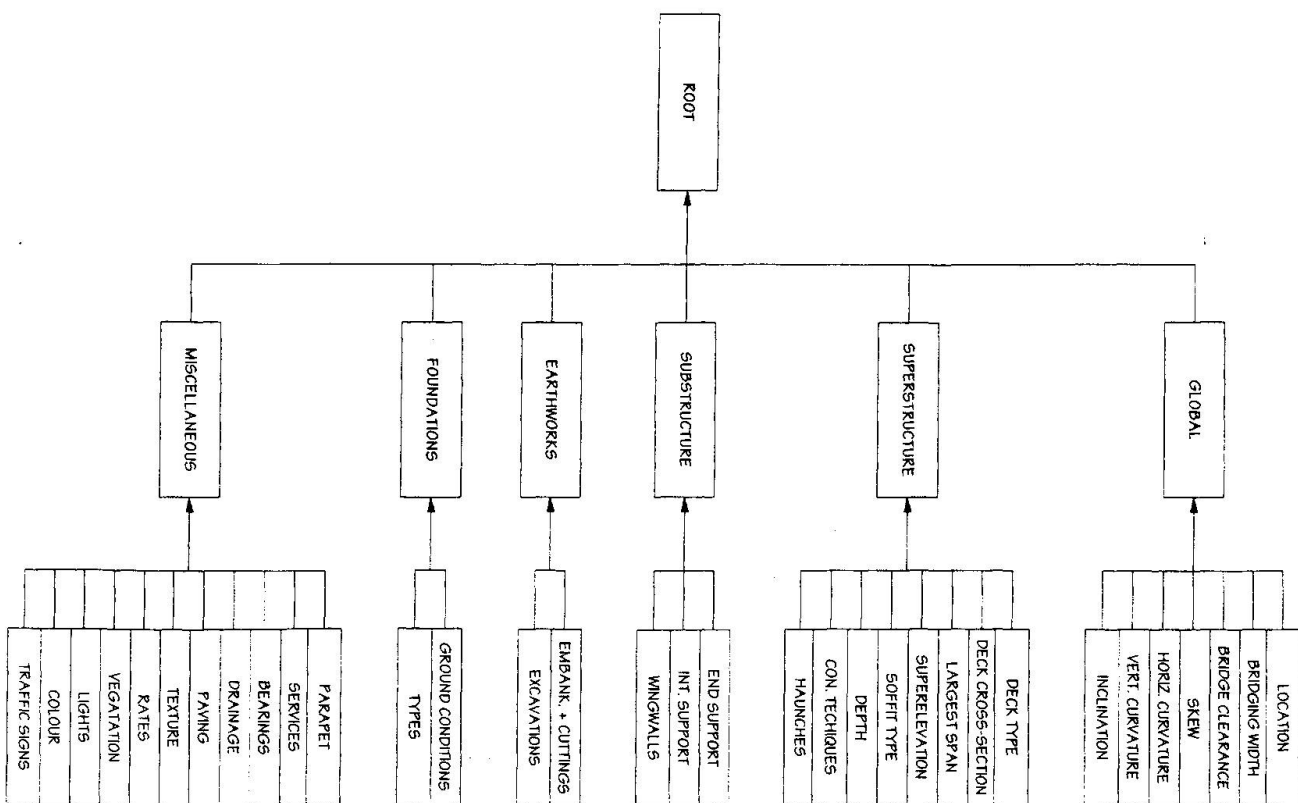 ROOT
GLOBAL
LOCATION
BRIDGING WIDTH
BRIDGE CLEARANCE
SKEW
HORIZ. CURVATURE
VERT. CURVATURE
INCLINATION
SUPERSTRUCTURE
DECK TYPE
DECK CROSS-SECTION
LARGEST SPAN
SUPERELEVATION
SOFFIT TYPE
DEPTH
CON. TECHIQUES
HAUNCHES
SUBSTRUCTURE
END SUPPORT
INT. SUPPORT
WINGWALLS
EARTHWORKS
EMBANK. + CUTTINGS
EXCAVATIONS
FOUNDATIONS
GROUND CONDITIONS
TYPES
MISCELLANEOUS
PARAPET
SERVICES
BEARINGS
DRAINAGE
PAVING
TEXTURE
RATES
VEGATATION
LIGHTS
COLOUR
TRAFFIC SIGNS